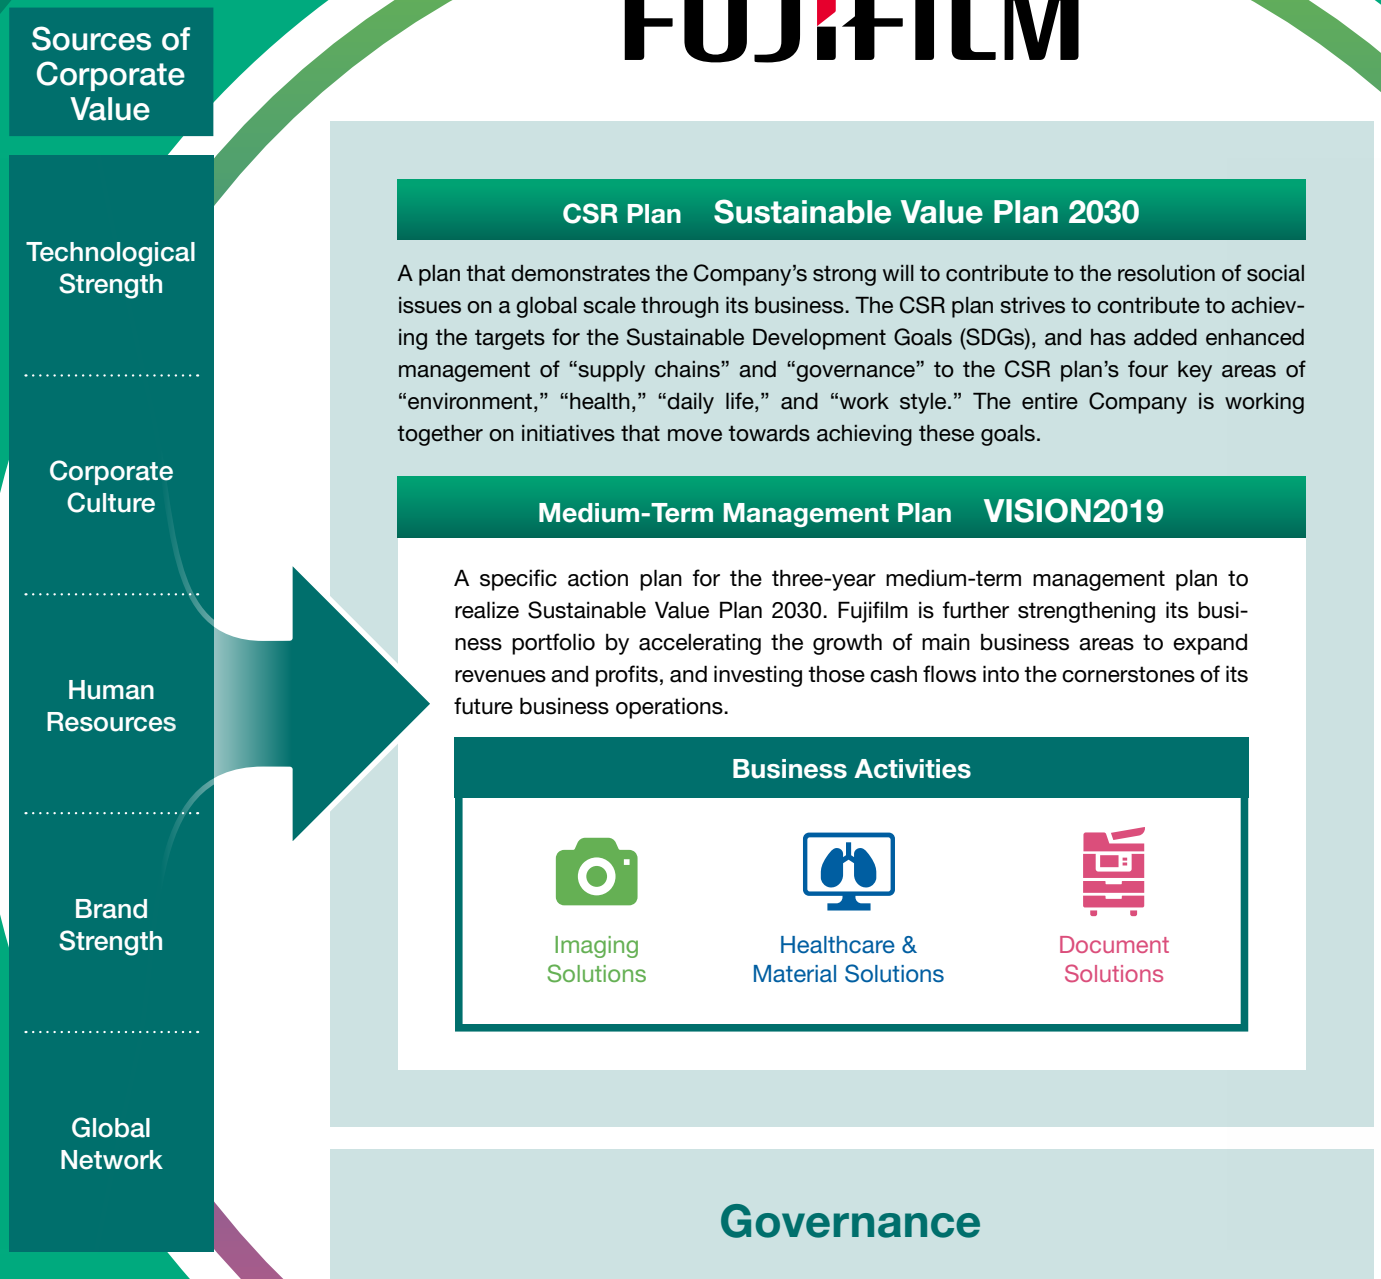 Sources of
Corporate
Value
Technological
Strength
Corporate
Culture
Human
Resources
Brand
Strength
Global
Network
FUJIFILM
CSR Plan Sustainable Value Plan 2030
A plan that demonstrates the Company’s strong will to contribute to the resolution of social
issues on a global scale through its business. The CSR plan strives to contribute to achiev-
ing the targets for the Sustainable Development Goals (SDGs), and has added enhanced
management of “supply chains” and “governance” to the CSR plan’s four key areas of
“environment,” “health,” “daily life,” and “work style.” The entire Company is working
together on initiatives that move towards achieving these goals.
Medium-Term Management Plan VISION2019
A specific action plan for the three-year medium-term management plan to
realize Sustainable Value Plan 2030. Fujifilm is further strengthening its busi-
ness portfolio by accelerating the growth of main business areas to expand
revenues and profits, and investing those cash flows into the cornerstones of its
future business operations.
Business Activities
Imaging
Solutions
Healthcare &
Material Solutions
Document
Solutions
Governance